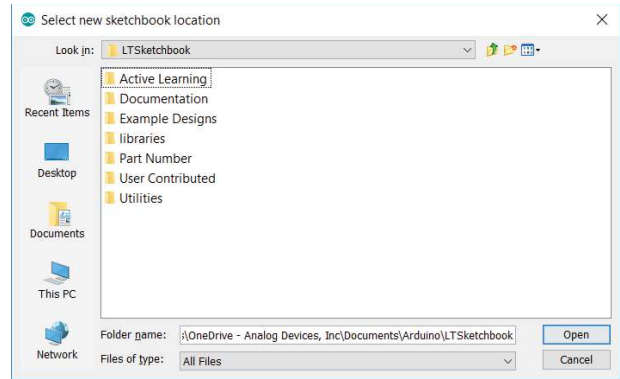 Select new sketchbook location
Look in: LTSketchbook
Active Learning
Documentation
Example Designs
libraries
Part Number
User Contributed
Utilities
Recent Items
Desktop
Documents
This PC
Network
Folder name: \OneDrive - Analog Devices, Inc\Documents\Arduino\LTSketchbook Open
Files of type: All Files Cancel